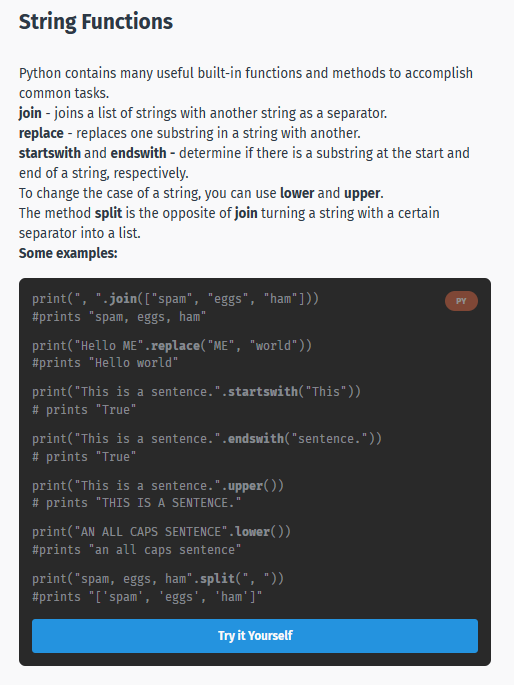 String Functions
Python contains many useful built-in functions and methods to accomplish
common tasks.
join - joins a list of strings with another string as a separator.
replace - replaces one substring in a string with another.
startswith and endswith - determine if there is a substring at the start and
end of a string, respectively.
To change the case of a string, you can use lower and upper.
The method split is the opposite of join turning a string with a certain
separator into a list.
Some examples:
print(", ".join(["spam", "eggs", "ham"]))
PY
#prints "spam, eggs, ham"
print("Hello ME".replace("ME", "world"))
#prints "Hello world"
print("This is a sentence.".startswith("This"))
# prints "True"
print("This is a sentence.".endswith("sentence."))
# prints "True"
print("This is a sentence.".upper())
# prints "THIS IS A SENTENCE."
print("AN ALL CAPS SENTENCE".lower())
#prints "an all caps sentence"
print("spam, eggs, ham".split(", "))
#prints "['spam', 'eggs', 'ham']"
Try it Yourself